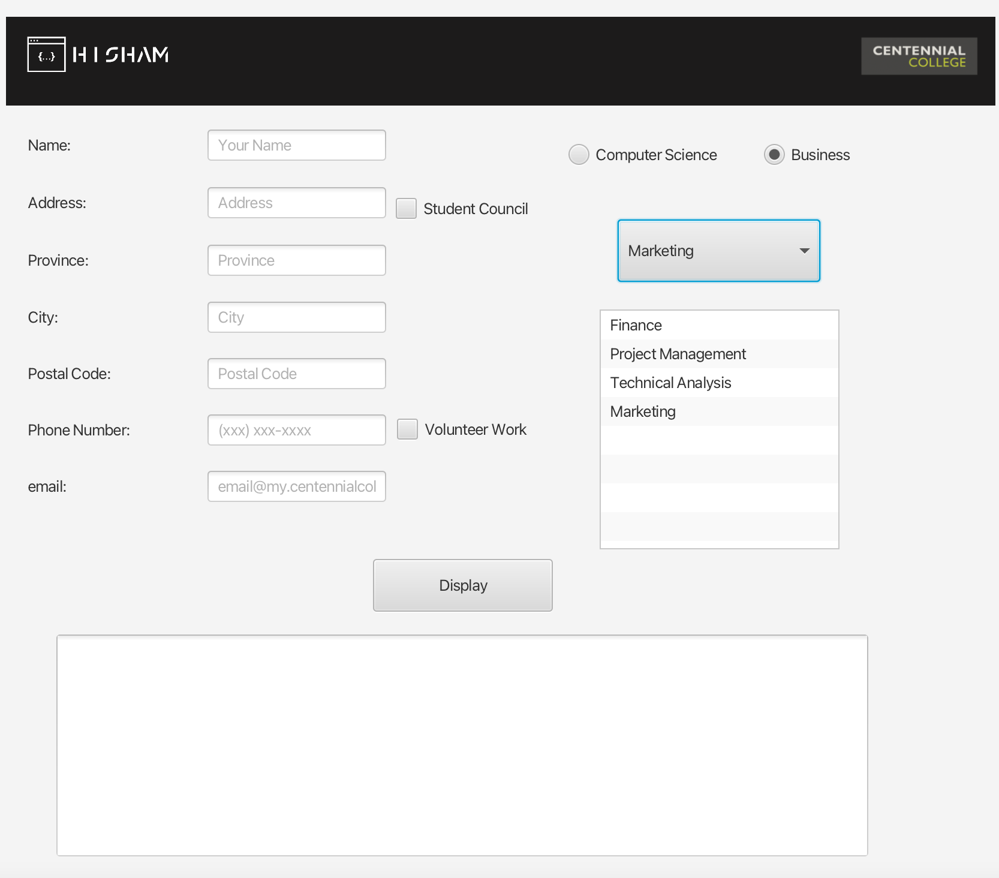 {...} HISHAM
CENTENNIAL
COLLEGE
Name:
Your Name
Computer Science
Business
Address:
Address
Student Council
Marketing
Province:
Province
City:
City
Finance
Project Management
Technical Analysis
Marketing
Postal Code:
Postal Code
Phone Number:
(xxx) xxx-xxxx
Volunteer Work
email:
email@my.centennialcol
Display